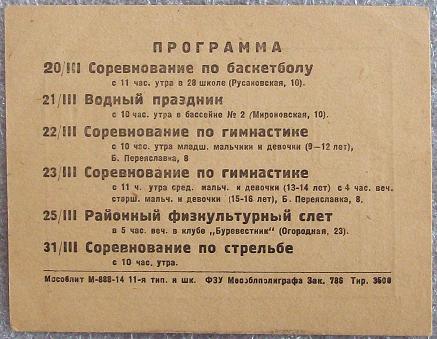 ПРОГРАММА
20/III Соревнование по баскетболу
с 11 час. утра в 28 школе (Русаковская, 10).
21/III Водный праздник
с 10 час. утра в бассейне № 2 (Мироновская, 10).
22/III Соревнование по гимнастике
с 10 час. утра младш. мальчики и девочки (9—12 лет),
Б. Переяславка, 8
23/III Соревнование по гимнастике
с 11 ч. утра сред. мальч. и девочки (13-14 лет) с 4 час. веч.
старш. мальч. и девочки (15-16 лет), Б. Переяславка, 8.
25/III Районный физкультурный слет
в 5 час. веч. в клубе „Буревестник" (Огородная, 23).
31/III Соревнование по стрельбе
с 10 час. утра.
Мособлит М-888-14 11-я тип. и шк. ФЗУ Мособлполиграфа Зак. 786 Тир. 3500